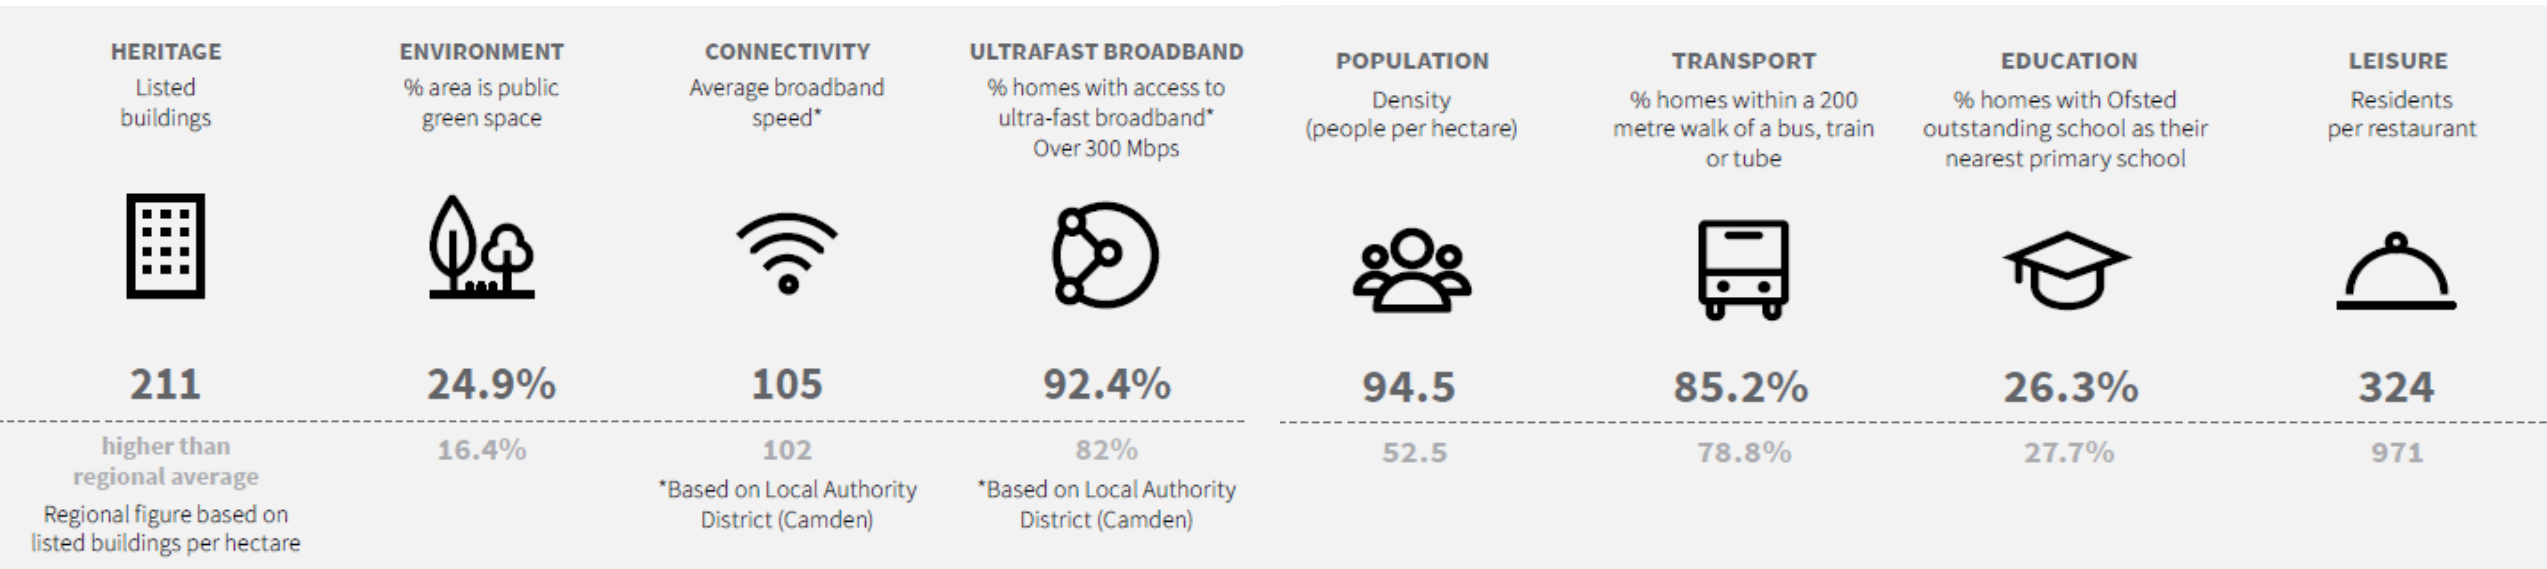 HERITAGE
Listed
buildings
211
higher than
regional average
Regional figure based on
listed buildings per hectare
ENVIRONMENT
% area is public
green space
24.9%
16.4%
CONNECTIVITY
Average broadband
speed*
105
102
*Based on Local Authority
District (Camden)
ULTRAFAST BROADBAND
% homes with access to
ultra-fast broadband*
Over 300 Mbps
92.4%
82%
*Based on Local Authority
District (Camden)
POPULATION
Density
(people per hectare)
94.5
52.5
TRANSPORT
% homes within a 200
metre walk of a bus, train
or tube
85.2%
78.8%
EDUCATION
% homes with Ofsted
outstanding school as their
nearest primary school
26.3%
27.7%
LEISURE
Residents
per restaurant
324
971